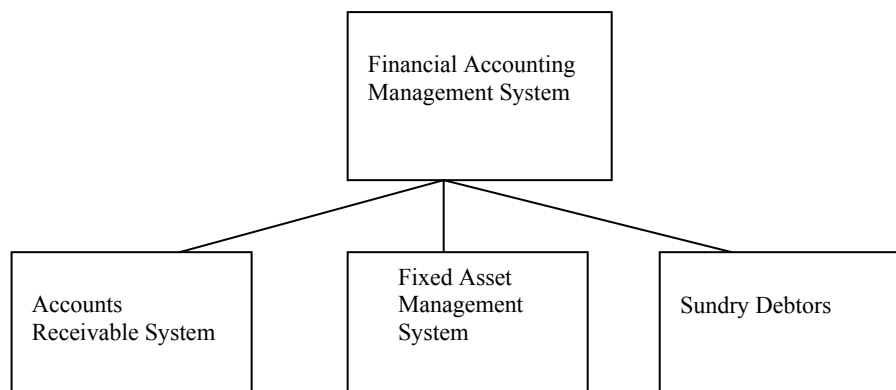 Financial Accounting
Management System
Accounts
Receivable System
Fixed Asset
Management
System
Sundry Debtors